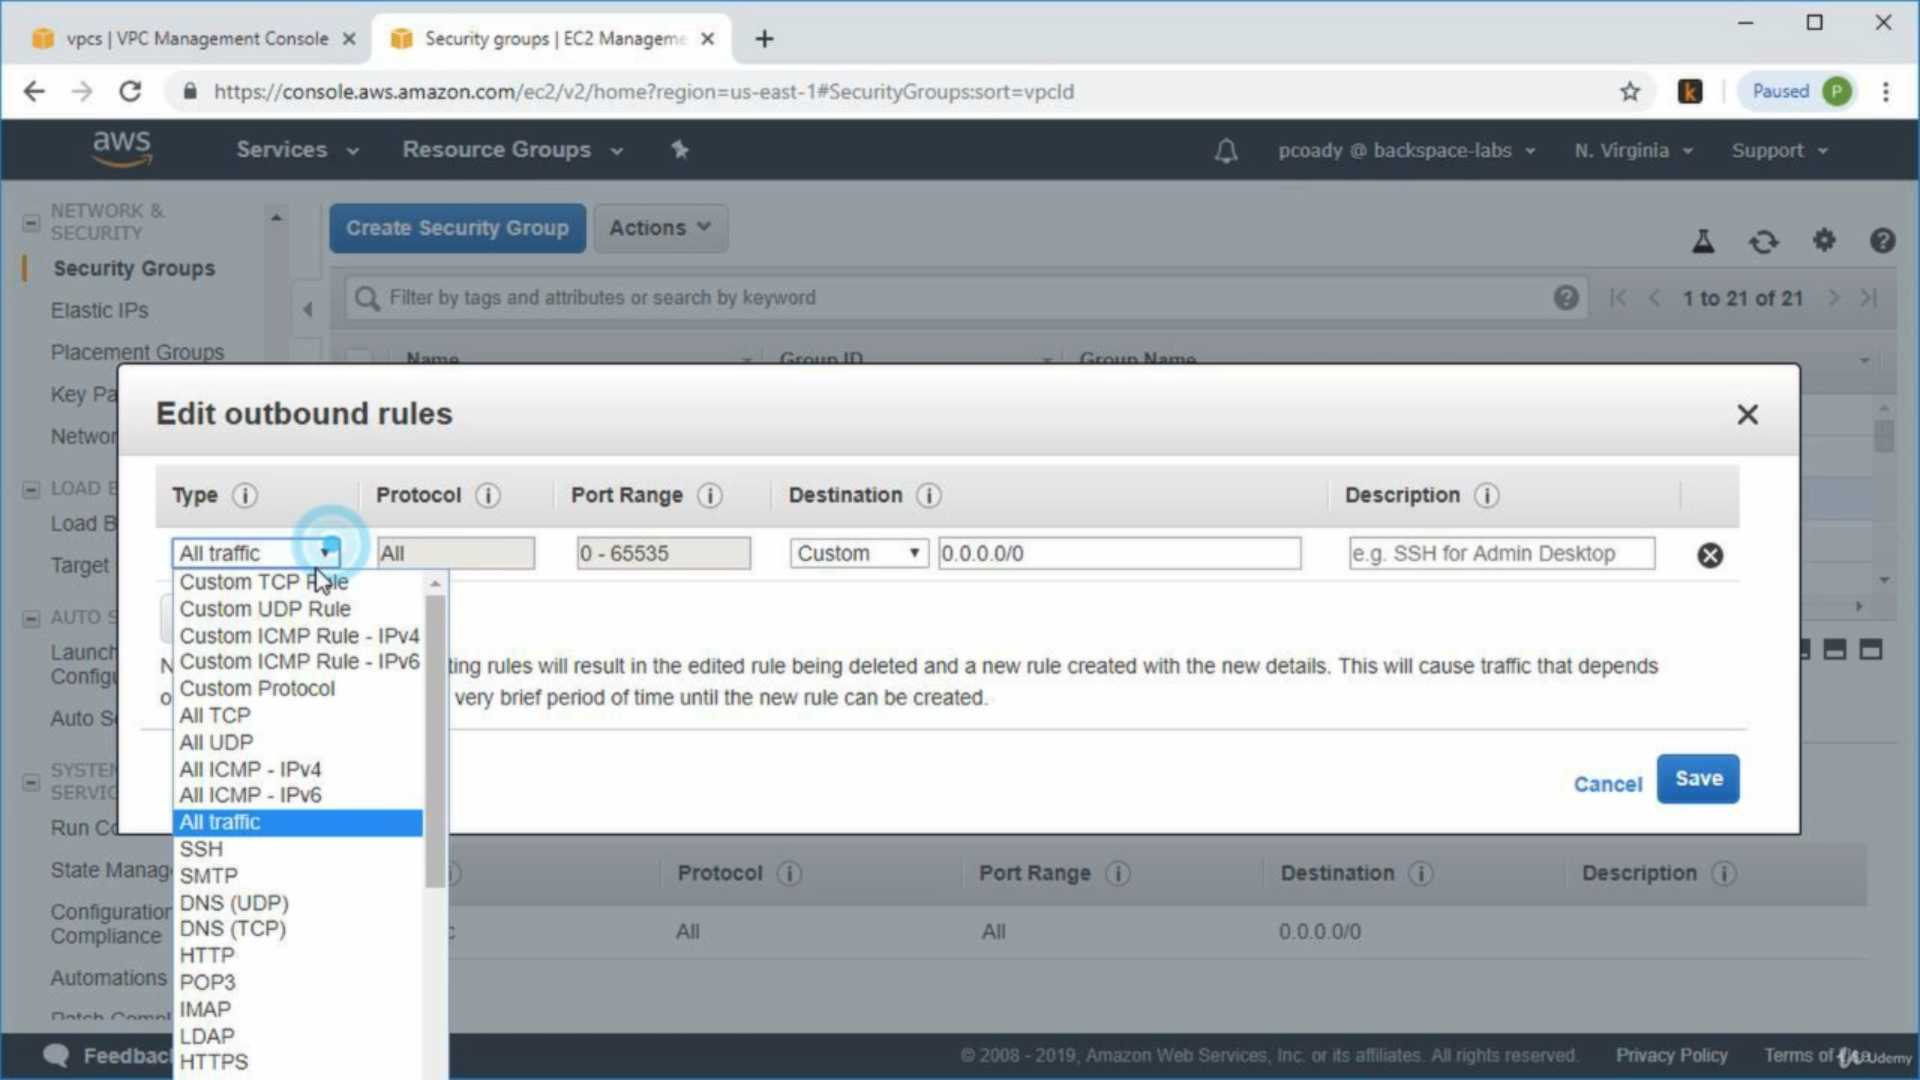 vpcs | VPC Management Console
Security groups | EC2 Manageme
https://console.aws.amazon.com/ec2/v2/home?region=us-east-1#SecurityGroups:sort=vpcId
Paused P
aws Services Resource Groups pcoady @ backspace-labs N. Virginia Support
NETWORK &
SECURITY
Security Groups
Elastic IPs
Placement Groups
Key Pa
Networ
LOAD B
Load B
Target
AUTO S
Launch
Configu
Auto S
SYSTEM
SERVIC
Run Co
State Manag
Configuration
Compliance
Automations
Patch Compl
Create Security Group Actions
Filter by tags and attributes or search by keyword
1 to 21 of 21
Name Group ID Group Name
Edit outbound rules
Type Protocol Port Range Destination Description
All traffic All 0 - 65535 Custom 0.0.0.0/0 e.g. SSH for Admin Desktop
Custom TCP Rule
Custom UDP Rule
Custom ICMP Rule - IPv4
Custom ICMP Rule - IPv6
Custom Protocol
All TCP
All UDP
All ICMP - IPv4
All ICMP - IPv6
All traffic
SSH
SMTP
DNS (UDP)
DNS (TCP)
HTTP
POP3
IMAP
LDAP
HTTPS
N ting rules will result in the edited rule being deleted and a new rule created with the new details. This will cause traffic that depends
o very brief period of time until the new rule can be created.
Cancel Save
Protocol Port Range Destination Description
All All 0.0.0.0/0
Feedbac
© 2008 - 2019, Amazon Web Services, Inc. or its affiliates. All rights reserved. Privacy Policy Terms of Use
Udemy